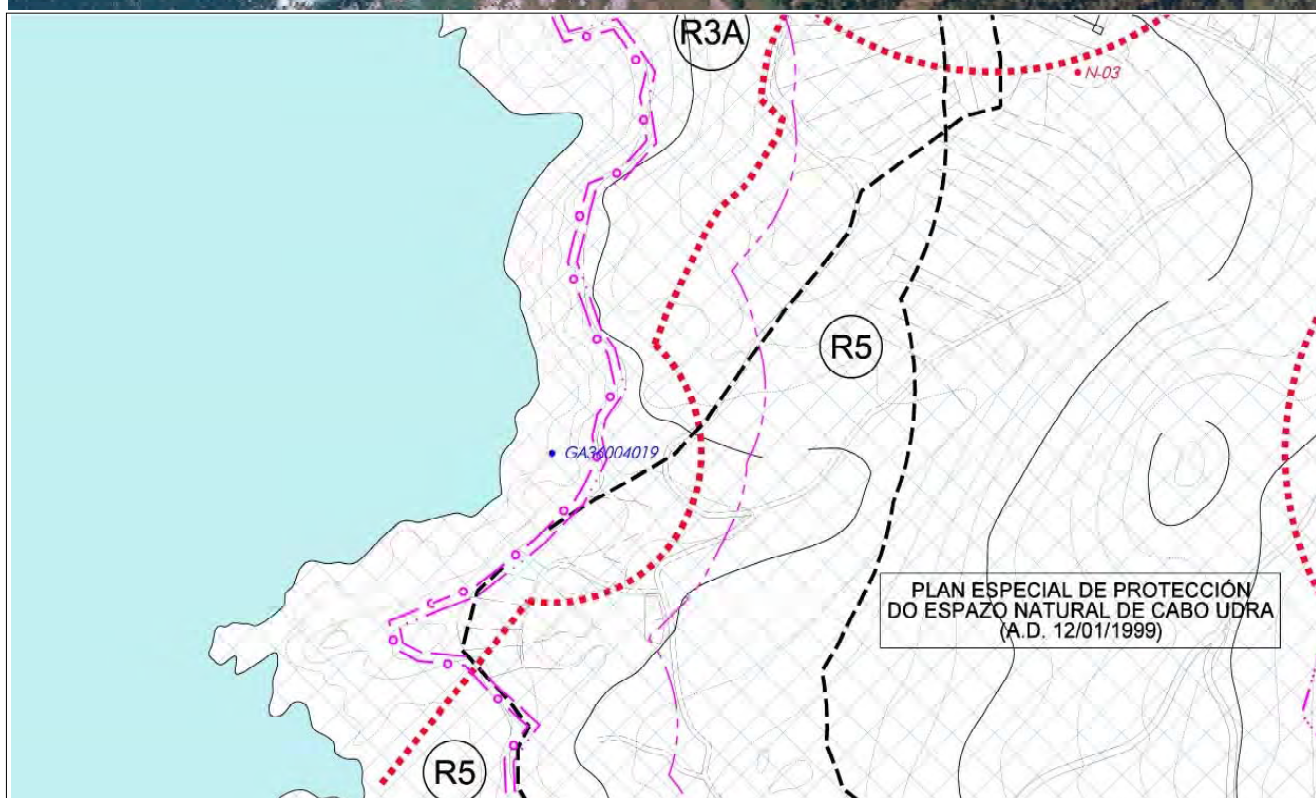 R3A
N-03
R5
GA36004019
PLAN ESPECIAL DE PROTECCIÓN
DO ESPAZO NATURAL DE CABO UDRA
(A.D. 12/01/1999)
R5